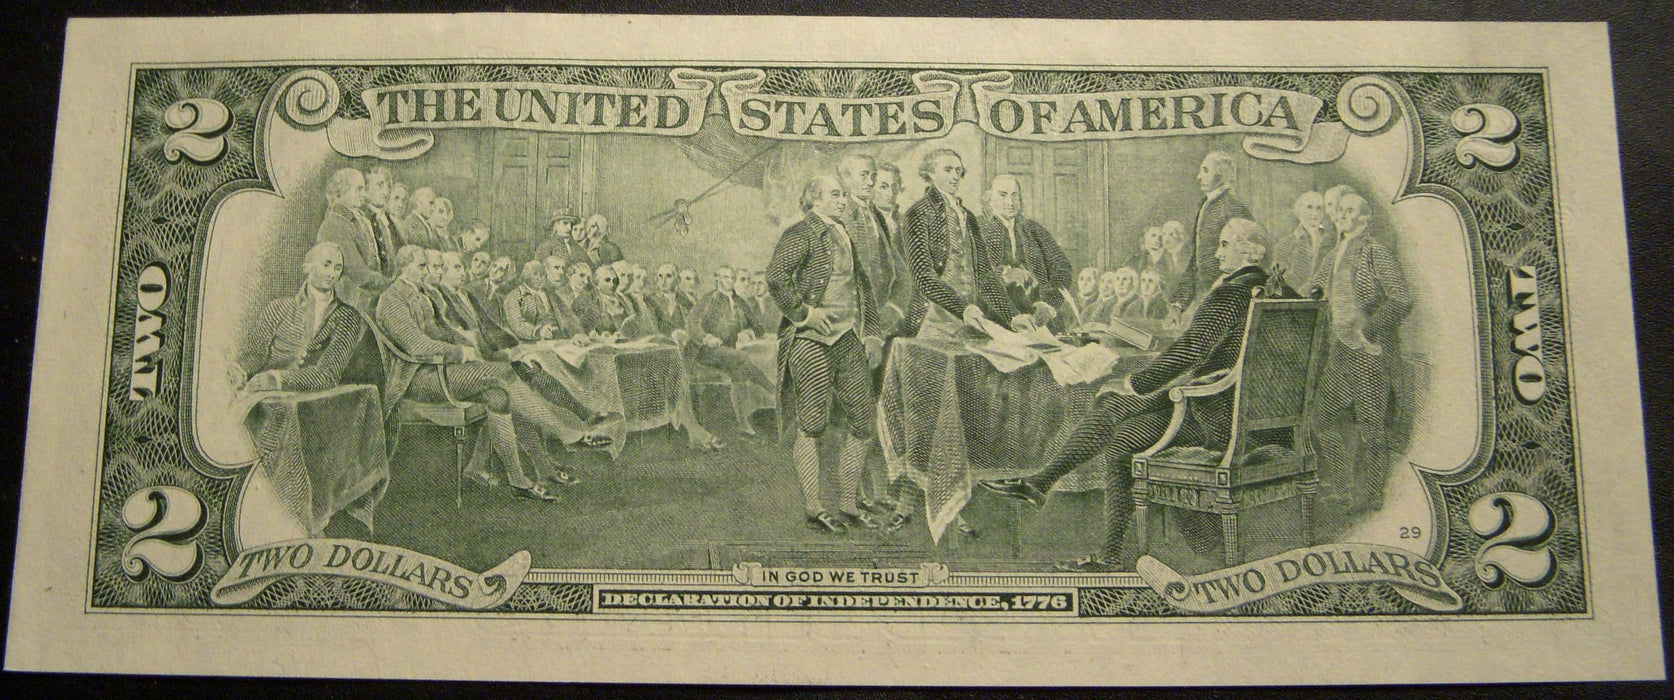 2 THE UNITED STATES OF AMERICA 2
TWO
TWO
29
2 TWO DOLLARS
IN GOD WE TRUST
TWO DOLLARS 2
DECLARATION OF INDEPENDENCE, 1776